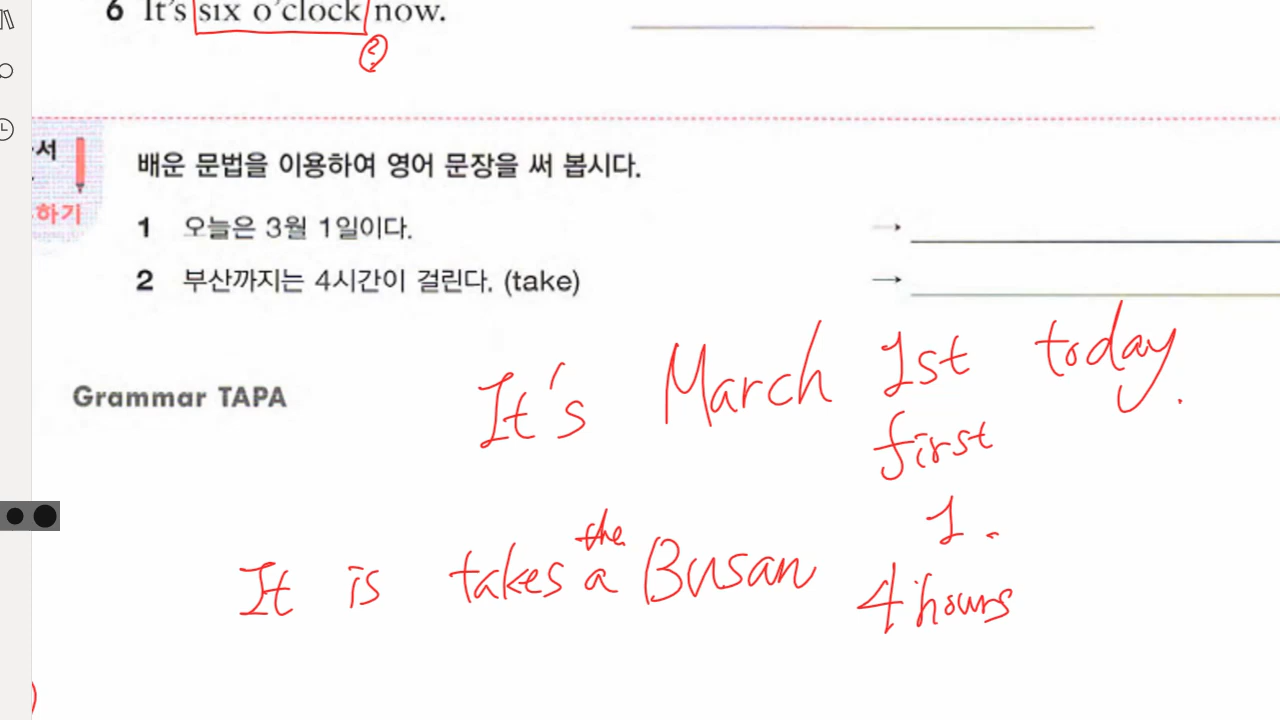 6 It's six o'clock now.
?
서
하기
배운 문법을 이용하여 영어 문장을 써 봅시다.
1 오늘은 3월 1일이다. →
2 부산까지는 4시간이 걸린다. (take) →
Grammar TAPA
It's March 1st today.
first
1.
the
It is takes a Busan 4 hours